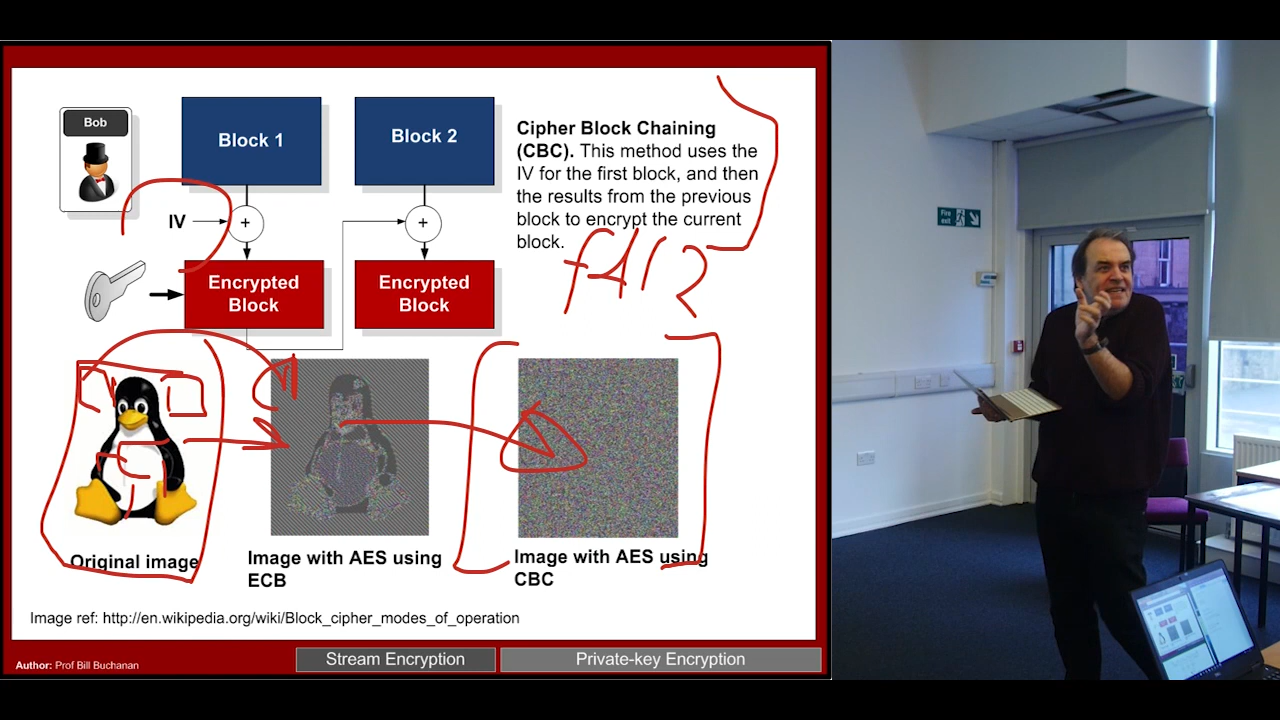 Bob
Block 1
Block 2
Cipher Block Chaining
(CBC). This method uses the
IV for the first block, and then
the results from the previous
block to encrypt the current
block.
IV
+
+
Encrypted
Block
Encrypted
Block
Original image
Image with AES using
ECB
Image with AES using
CBC
Image ref: http://en.wikipedia.org/wiki/Block_cipher_modes_of_operation
Author: Prof Bill Buchanan
Stream Encryption
Private-key Encryption
Fire
exit